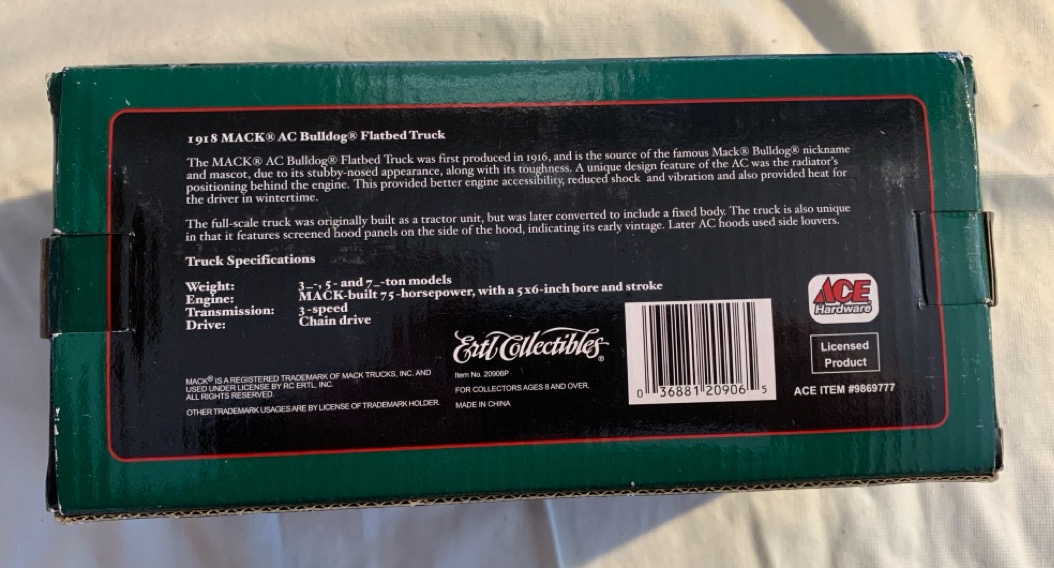 1918 MACK® AC Bulldog® Flatbed Truck
The MACK® AC Bulldog® Flatbed Truck was first produced in 1916, and is the source of the famous Mack® Bulldog® nickname
and mascot, due to its stubby-nosed appearance, along with its toughness. A unique design feature of the AC was the radiator's
positioning behind the engine. This provided better engine accessibility, reduced shock and vibration and also provided heat for
the driver in wintertime.
The full-scale truck was originally built as a tractor unit, but was later converted to include a fixed body. The truck is also unique
in that it features screened hood panels on the side of the hood, indicating its early vintage. Later AC hoods used side louvers.
Truck Specifications
Weight: 3_-, 5- and 7_-ton models
Engine: MACK-built 75-horsepower, with a 5x6-inch bore and stroke
Transmission: 3-speed
Drive: Chain drive
MACK® IS A REGISTERED TRADEMARK OF MACK TRUCKS, INC. AND
USED UNDER LICENSE BY RC ERTL, INC.
ALL RIGHTS RESERVED.
OTHER TRADEMARK USAGES ARE BY LICENSE OF TRADEMARK HOLDER.
Ertl Collectibles®
Item No. 20906P
FOR COLLECTORS AGES 8 AND OVER.
MADE IN CHINA
0 36881 20906 5
ACE
Hardware
Licensed
Product
ACE ITEM #9869777